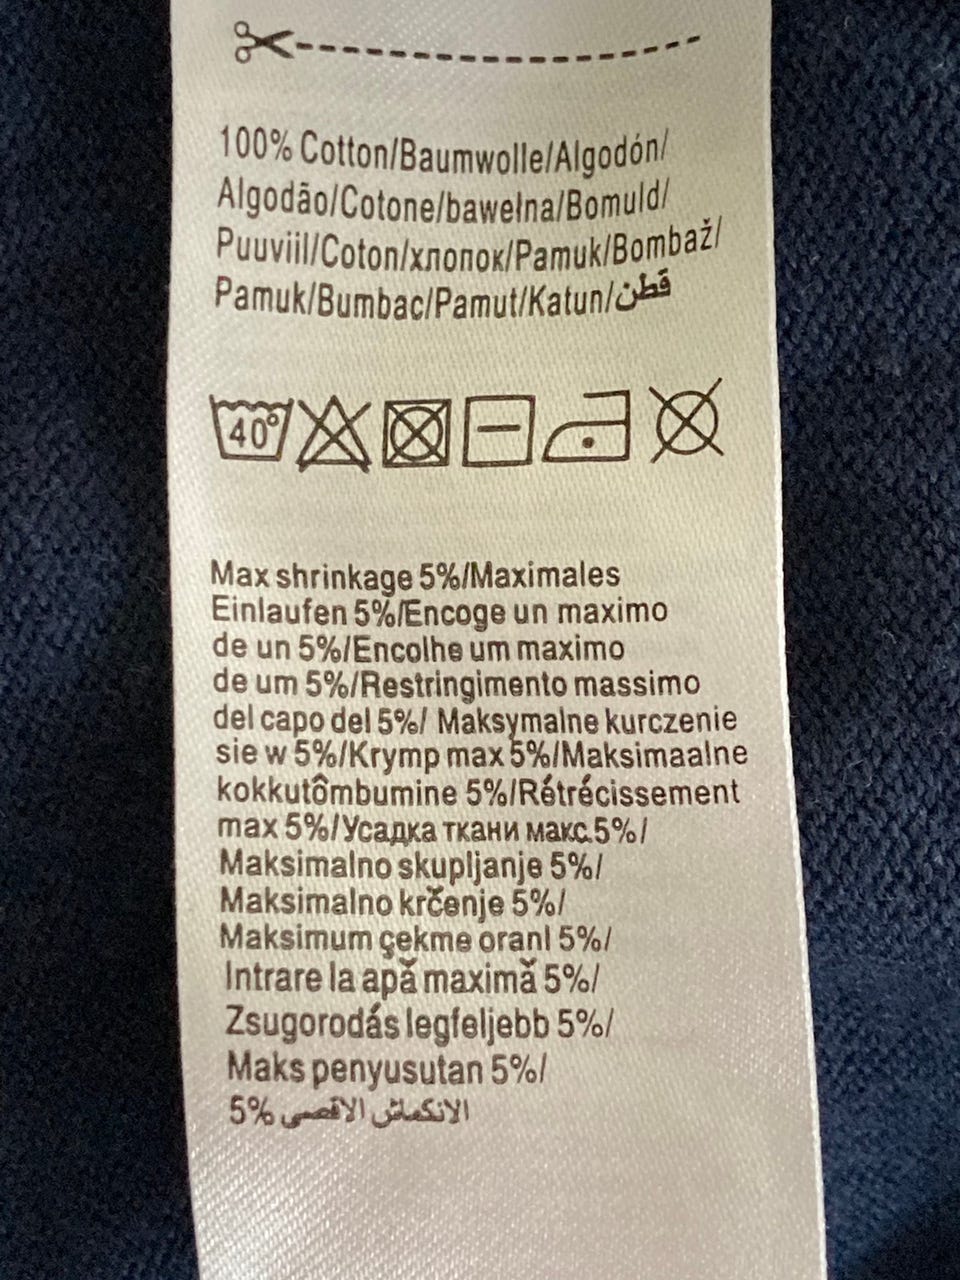 100% Cotton/Baumwolle/Algodón/
Algodão/Cotone/bawełna/Bomuld/
Puuviil/Coton/хлопок/Pamuk/Bombaž/
Pamuk/Bumbac/Pamut/Katun/قطن
40°
Max shrinkage 5%/Maximales
Einlaufen 5%/Encoge un maximo
de un 5%/Encolhe um maximo
de um 5%/Restringimento massimo
del capo del 5%/ Maksymalne kurczenie
sie w 5%/Krymp max 5%/Maksimaalne
kokkutômbumine 5%/Rétrécissement
max 5%/Усадка ткани макс.5%/
Maksimalno skupljanje 5%/
Maksimalno krčenje 5%/
Maksimum çekme oranI 5%/
Intrare la apă maximă 5%/
Zsugorodás legfeljebb 5%/
Maks penyusutan 5%/
الانكماش الاقصى 5%